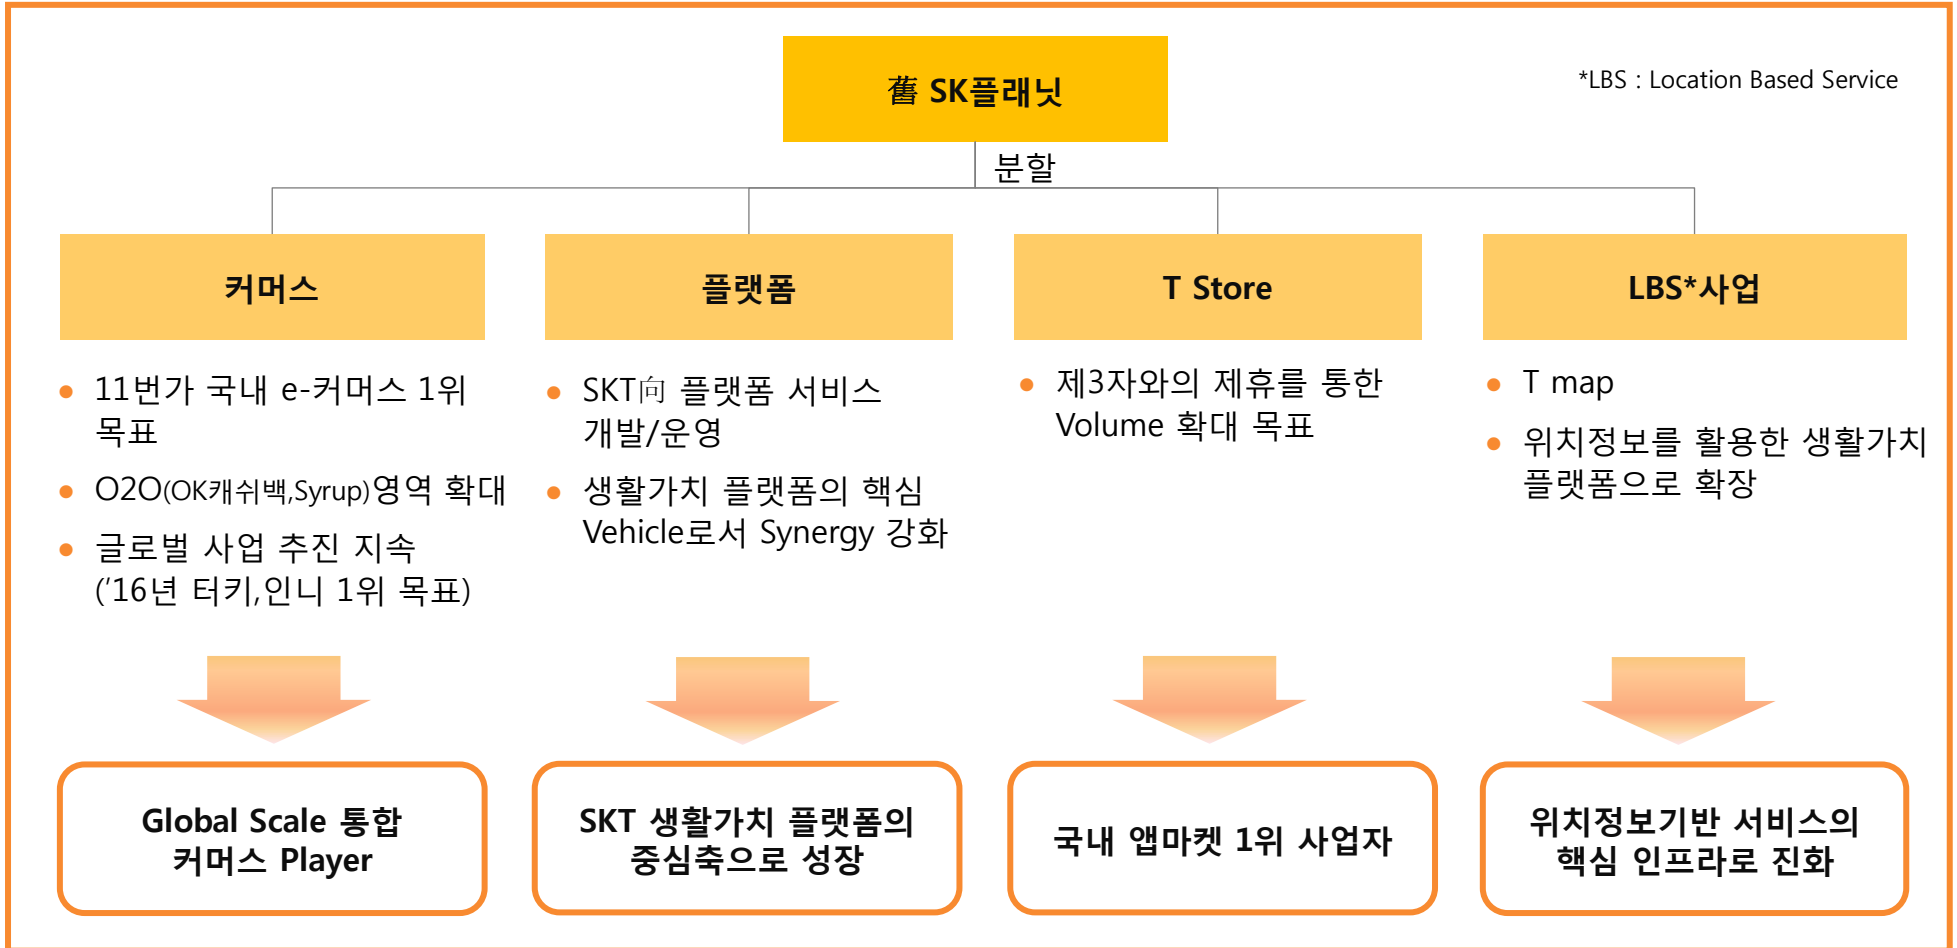 舊 SK플래닛
*LBS : Location Based Service
분할
커머스
11번가 국내 e-커머스 1위
목표
O2O(OK캐쉬백,Syrup)영역 확대
글로벌 사업 추진 지속
(’16년 터키,인니 1위 목표)
Global Scale 통합
커머스 Player
플랫폼
SKT向 플랫폼 서비스
개발/운영
생활가치 플랫폼의 핵심
Vehicle로서 Synergy 강화
SKT 생활가치 플랫폼의
중심축으로 성장
T Store
제3자와의 제휴를 통한
Volume 확대 목표
국내 앱마켓 1위 사업자
LBS*사업
T map
위치정보를 활용한 생활가치
플랫폼으로 확장
위치정보기반 서비스의
핵심 인프라로 진화